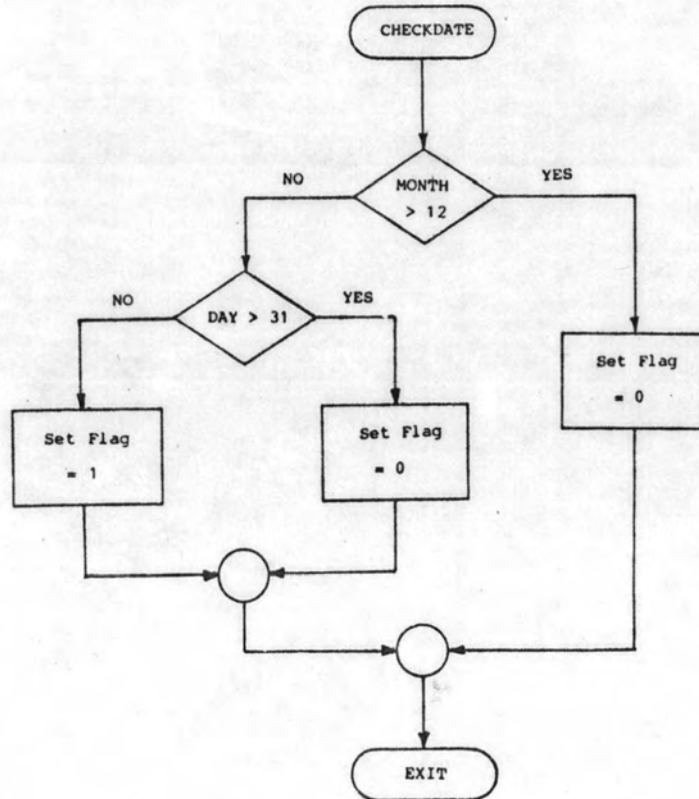 CHECKDATE
NO
YES
MONTH
> 12
NO
YES
DAY > 31
Set Flag
= 0
Set Flag
= 1
Set Flag
= 0
EXIT